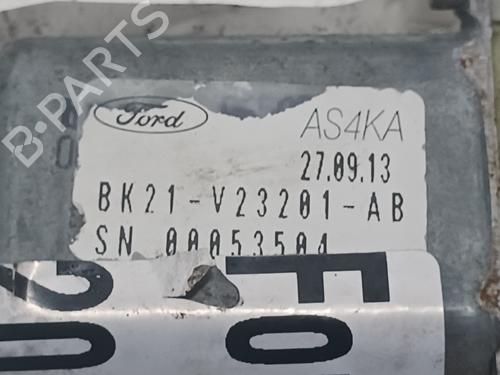 B-PARTS
Ford
AS4KA
27.09.13
BK21-V23201-AB
SN 00053504